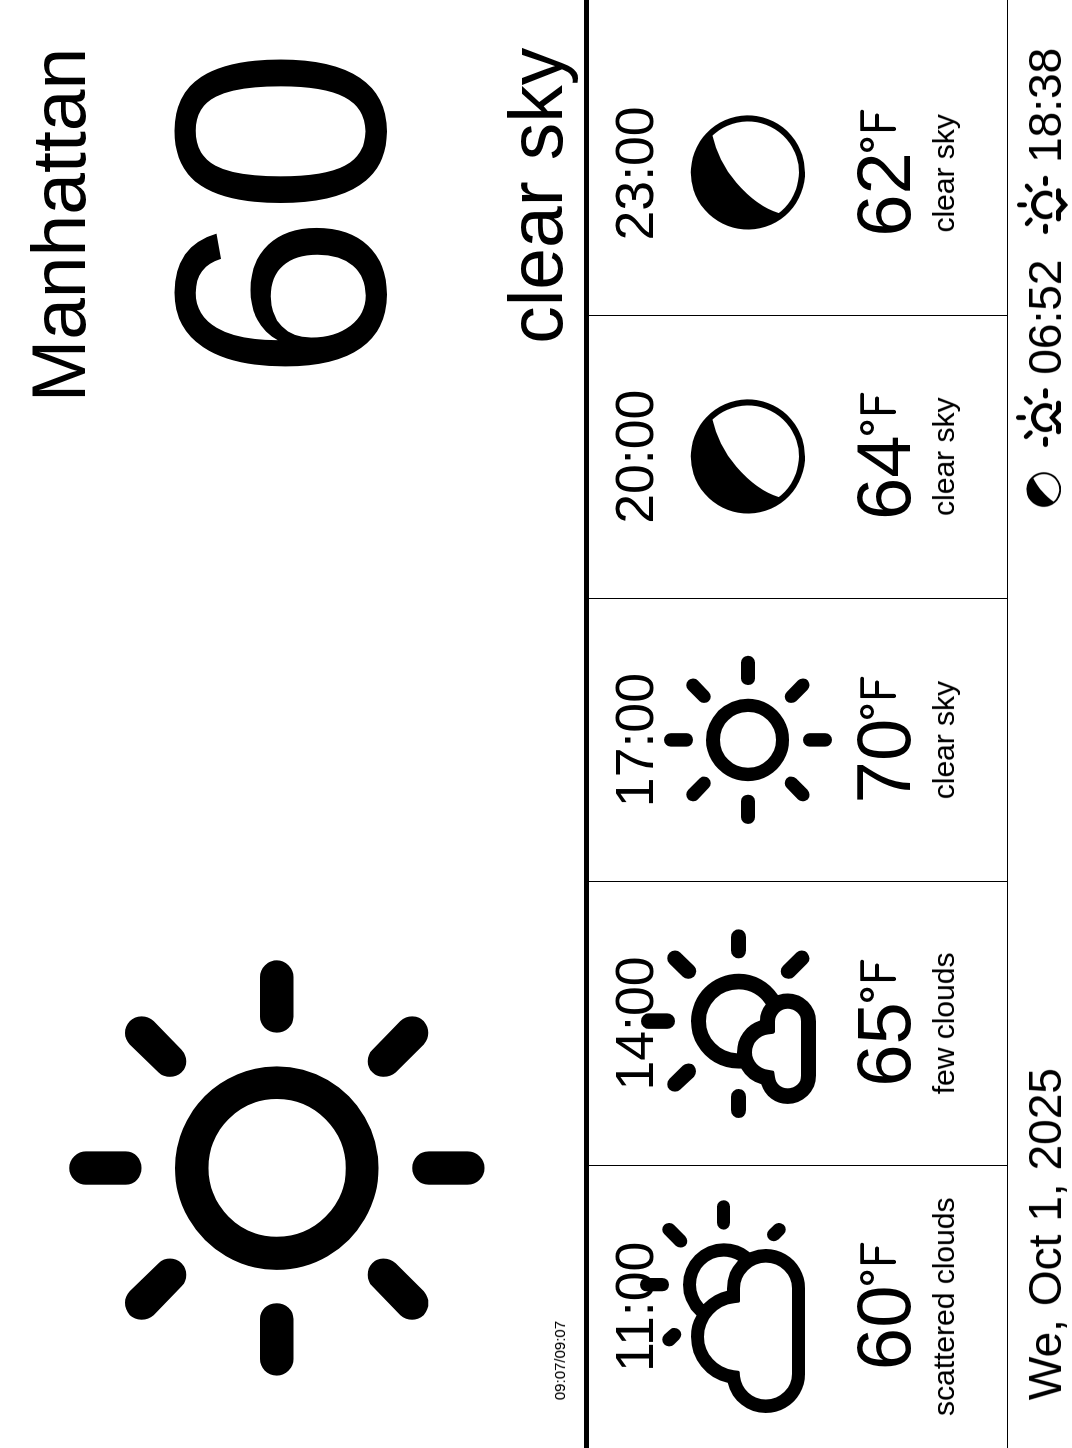 Manhattan
60
clear sky
09:07/09:07
11:00
60°F
scattered clouds
14:00
65°F
few clouds
17:00
70°F
clear sky
20:00
64°F
clear sky
23:00
62°F
clear sky
We, Oct 1, 2025
06:52
18:38